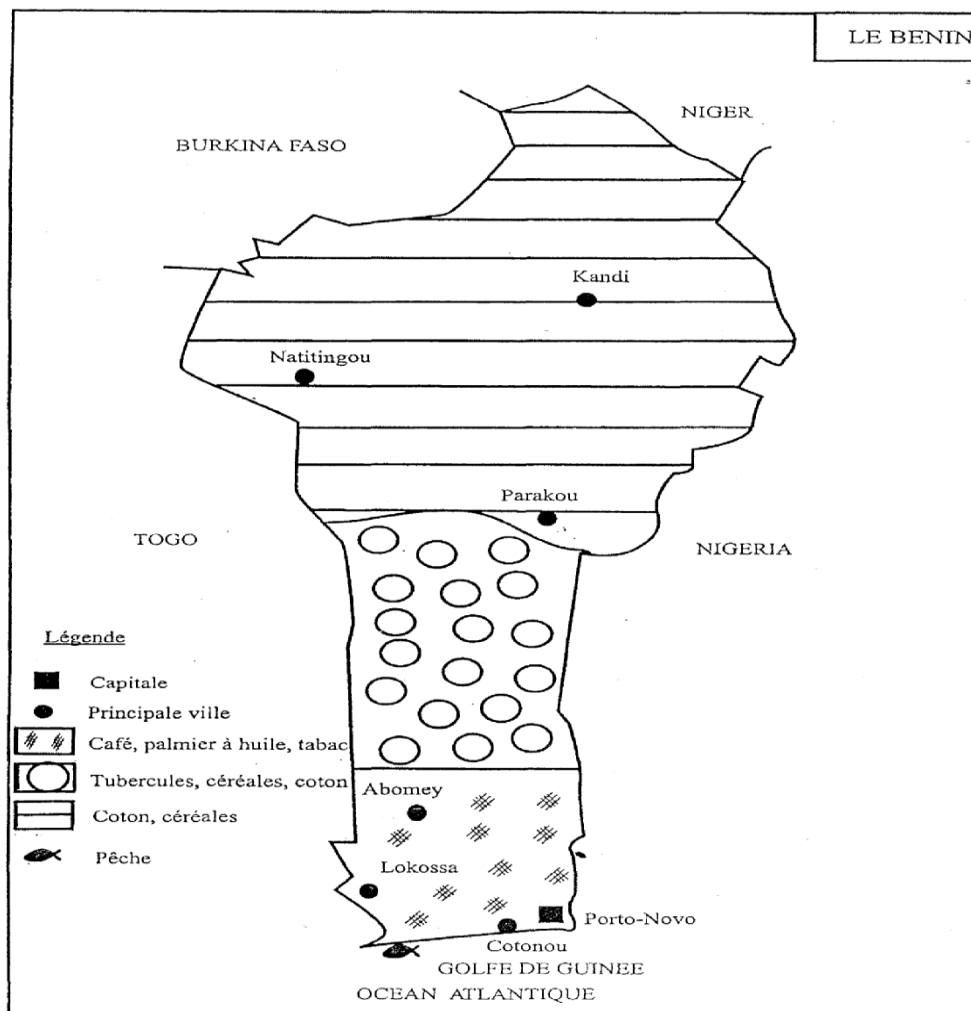 LE BENIN
NIGER
BURKINA FASO
Kandi
Natitingou
Parakou
TOGO
NIGERIA
Légende
Capitale
Principale ville
Café, palmier à huile, tabac
Tubercules, céréales, coton
Coton, céréales
Pêche
Abomey
Lokossa
Porto-Novo
Cotonou
GOLFE DE GUINEE
OCEAN ATLANTIQUE